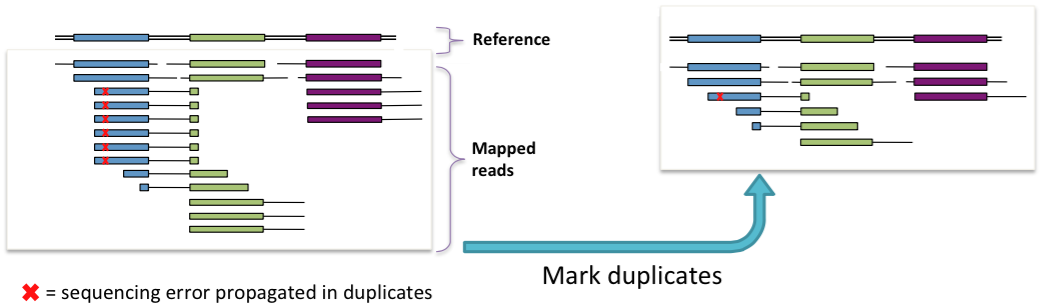 Reference
Mapped
reads
Mark duplicates
✖ = sequencing error propagated in duplicates